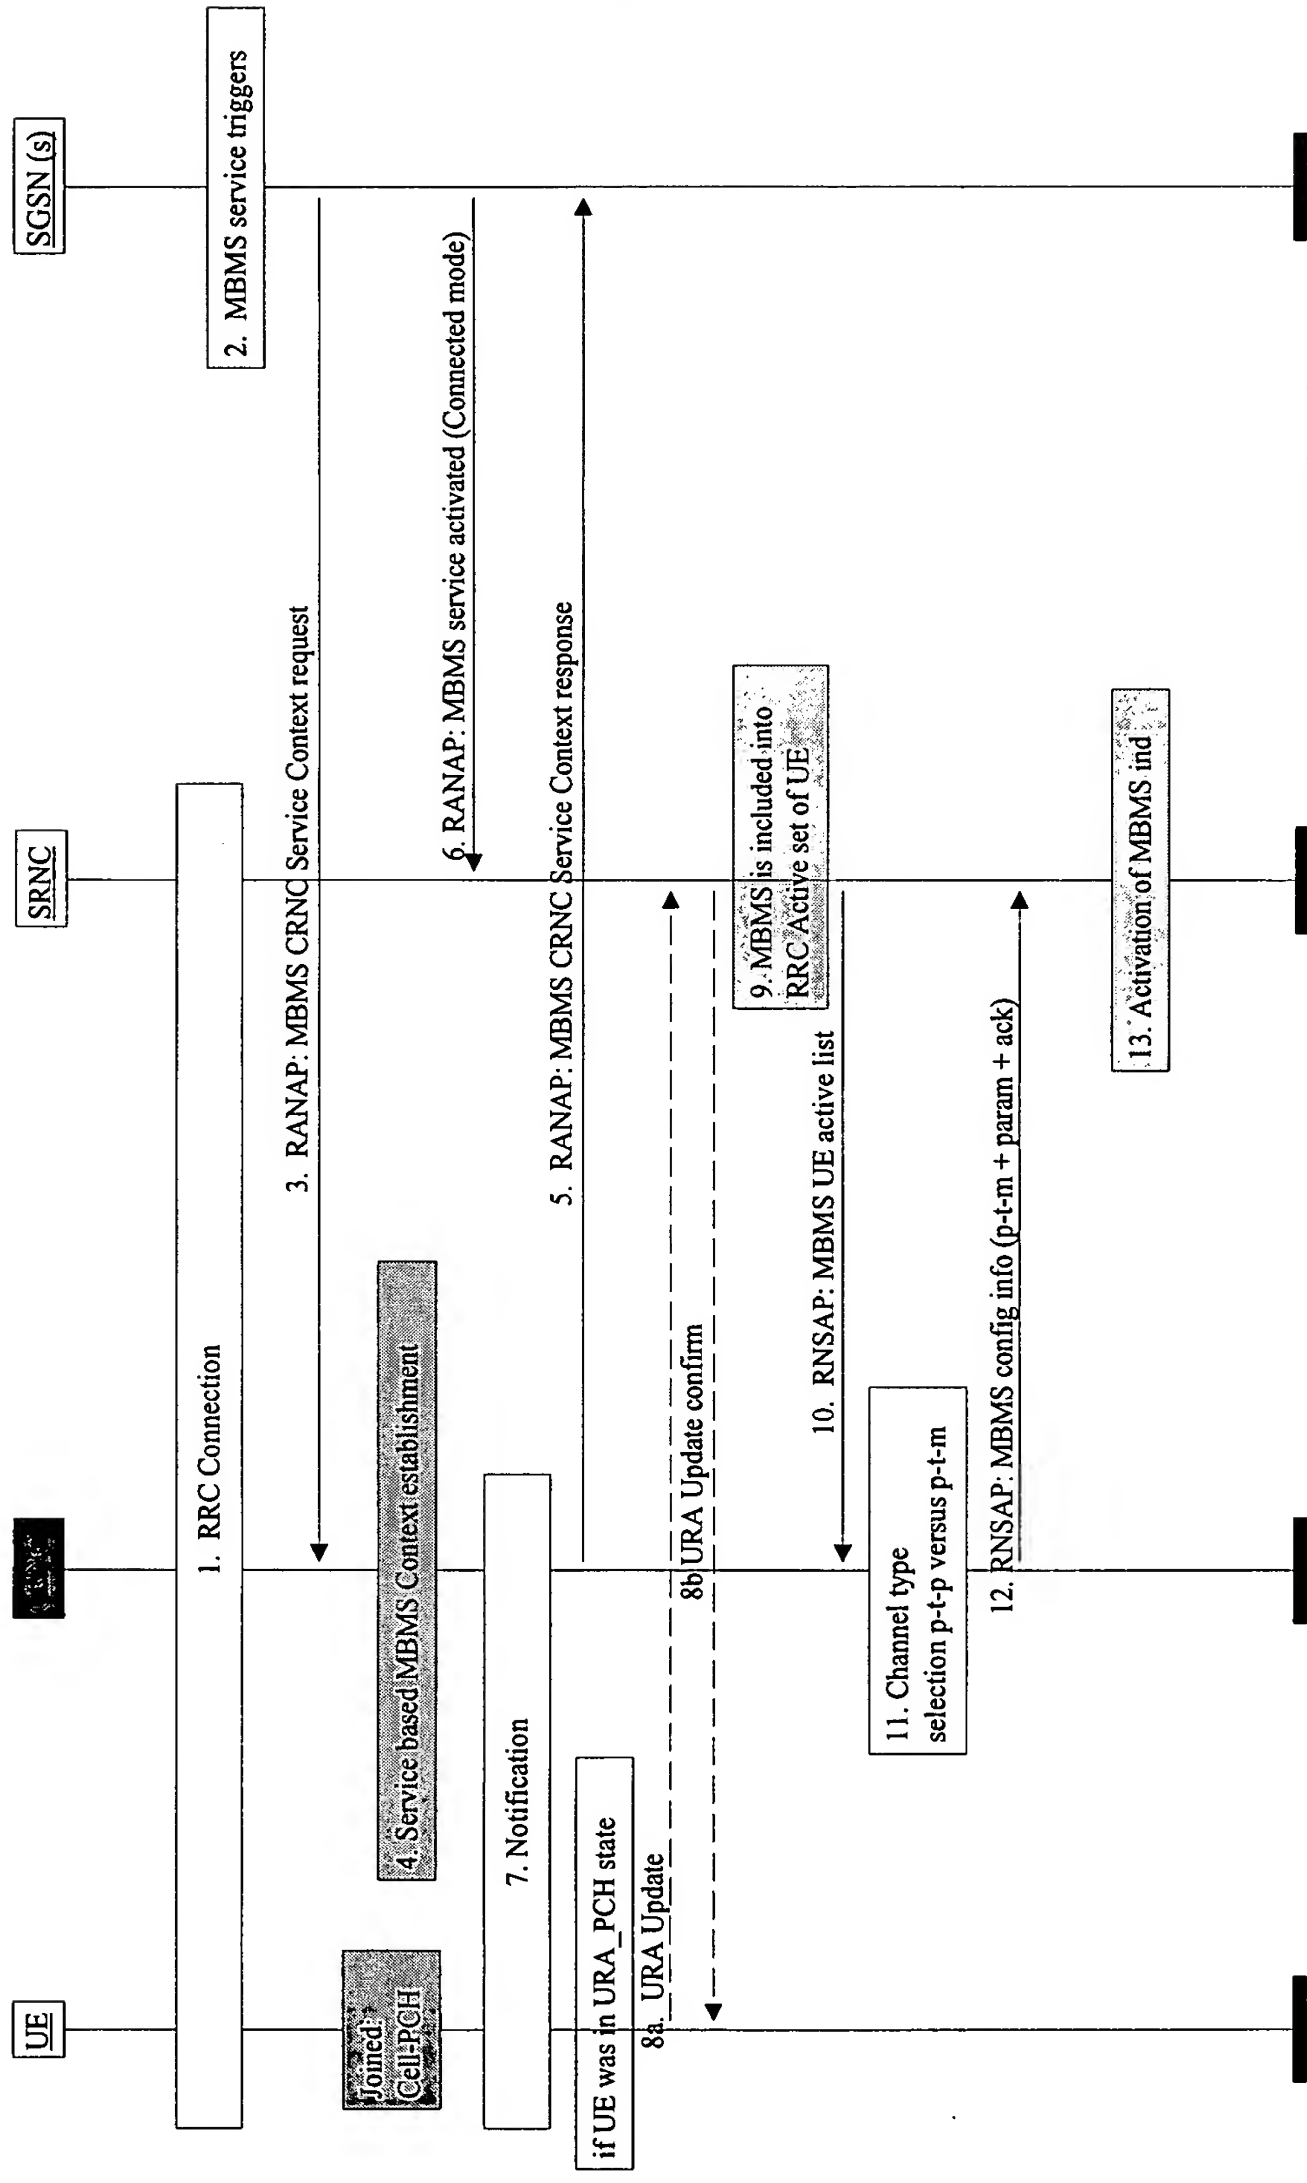 UE
SRNC
SGSN (s)
1. RRC Connection
2. MBMS service triggers
3. RANAP: MBMS CRNC Service Context request
Joined:
Cell-PCH
4. Service based MBMS Context establishment
6. RANAP: MBMS service activated (Connected mode)
7. Notification
5. RANAP: MBMS CRNC Service Context response
if UE was in URA_PCH state
8a. URA Update
8b URA Update confirm
9. MBMS is included into
RRC Active set of UE
10. RNSAP: MBMS UE active list
11. Channel type
selection p-t-p versus p-t-m
12. RNSAP: MBMS config info (p-t-m + param + ack)
13. Activation of MBMS ind